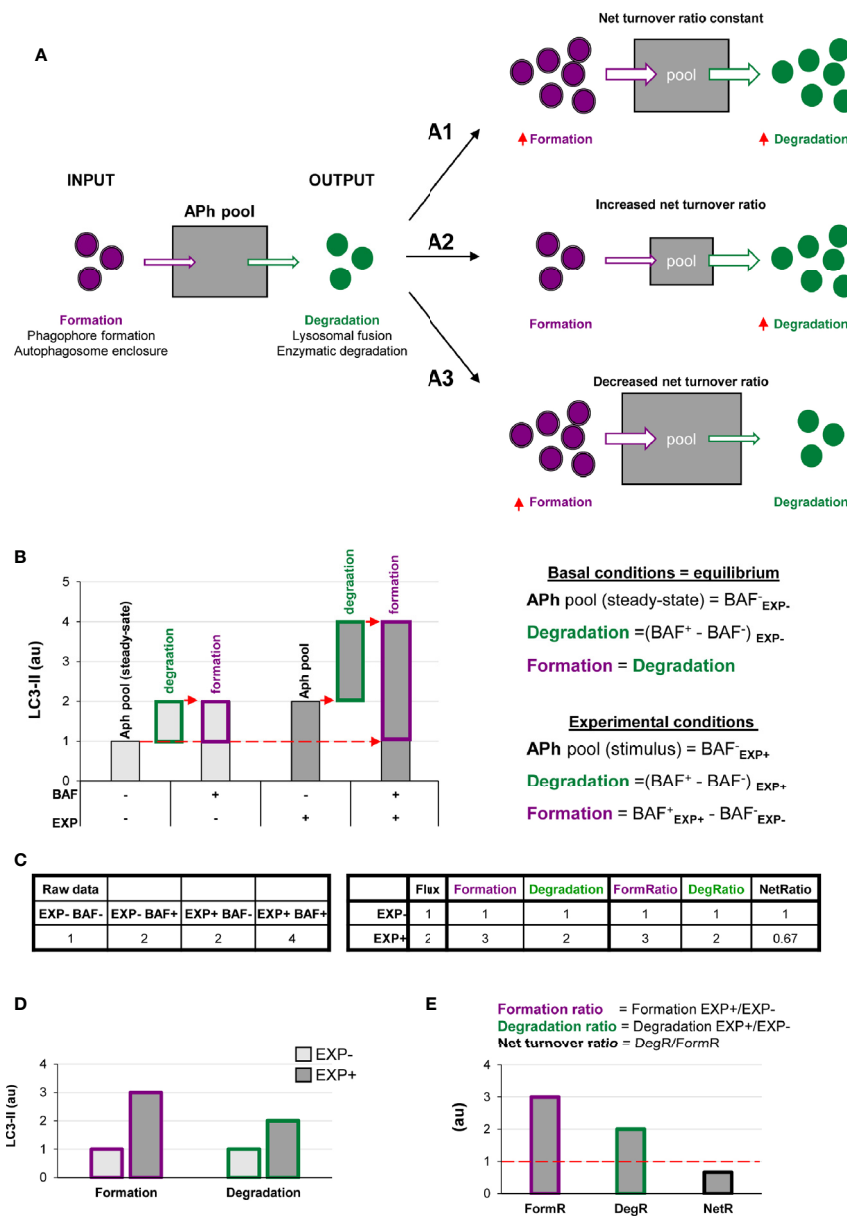 A
Net turnover ratio constant
pool
A1
Formation
Degradation
INPUT
OUTPUT
APh pool
Increased net turnover ratio
A2
pool
Formation
Degradation
Formation
Phagophore formation
Autophagosome enclosure
Degradation
Lysosomal fusion
Enzymatic degradation
A3
Decreased net turnover ratio
pool
Formation
Degradation
B
LC3-II (au)
5
4
3
2
1
0
Aph pool (steady-sate)
degraation
formation
Aph pool
degraation
formation
BAF - + - +
EXP - - + +
Basal conditions = equilibrium
APh pool (steady-state) = BAF-EXP-
Degradation =(BAF+ - BAF-) EXP-
Formation = Degradation
Experimental conditions
APh pool (stimulus) = BAF-EXP+
Degradation =(BAF+ - BAF-) EXP+
Formation = BAF+EXP+ - BAF-EXP-
C
Raw data
EXP- BAF- EXP- BAF+ EXP+ BAF- EXP+ BAF+
1 2 2 4
Flux Formation Degradation FormRatio DegRatio NetRatio
EXP- 1 1 1 1 1 1
EXP+ 2 3 2 3 2 0.67
D
LC3-II (au)
4
3
2
1
0
EXP-
EXP+
Formation Degradation
E
Formation ratio = Formation EXP+/EXP-
Degradation ratio = Degradation EXP+/EXP-
Net turnover ratio = DegR/FormR
(au)
4
3
2
1
0
FormR DegR NetR